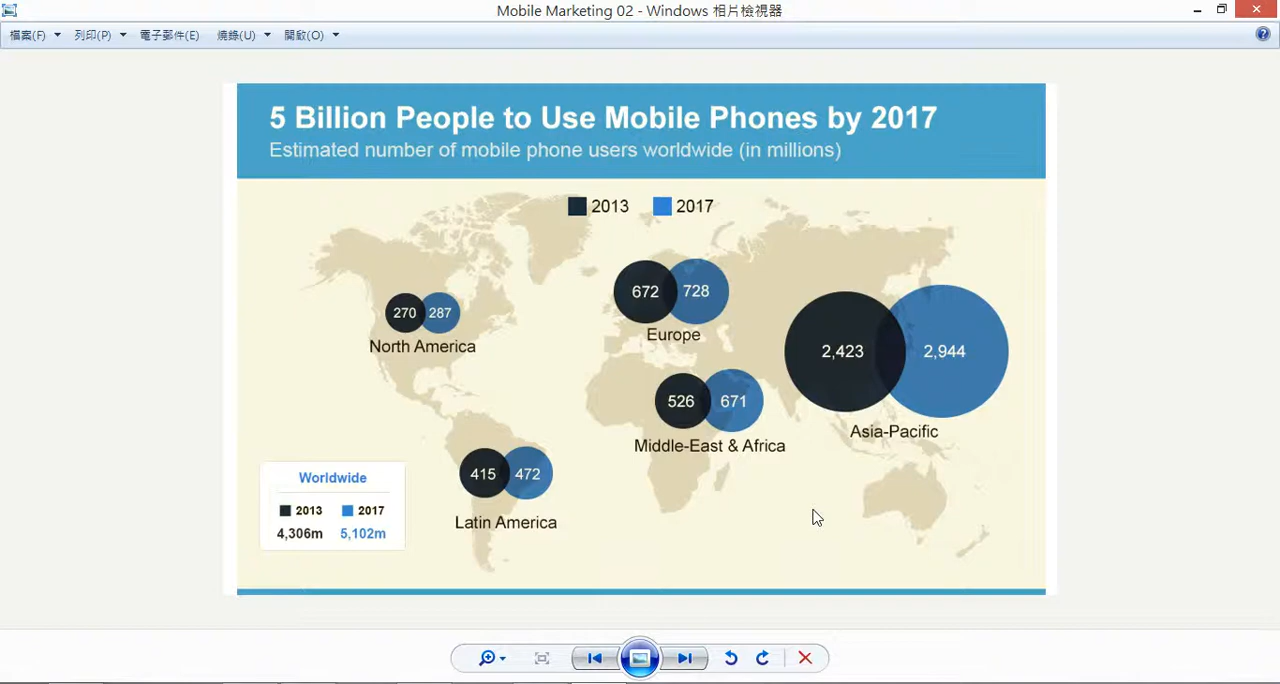 Mobile Marketing 02 - Windows 相片檢視器
檔案(F) 列印(P) 電子郵件(E) 燒錄(U) 開啟(O)
5 Billion People to Use Mobile Phones by 2017
Estimated number of mobile phone users worldwide (in millions)
2013 2017
270 287
North America
672 728
Europe
2,423 2,944
Asia-Pacific
526 671
Middle-East & Africa
415 472
Latin America
Worldwide
2013 2017
4,306m 5,102m